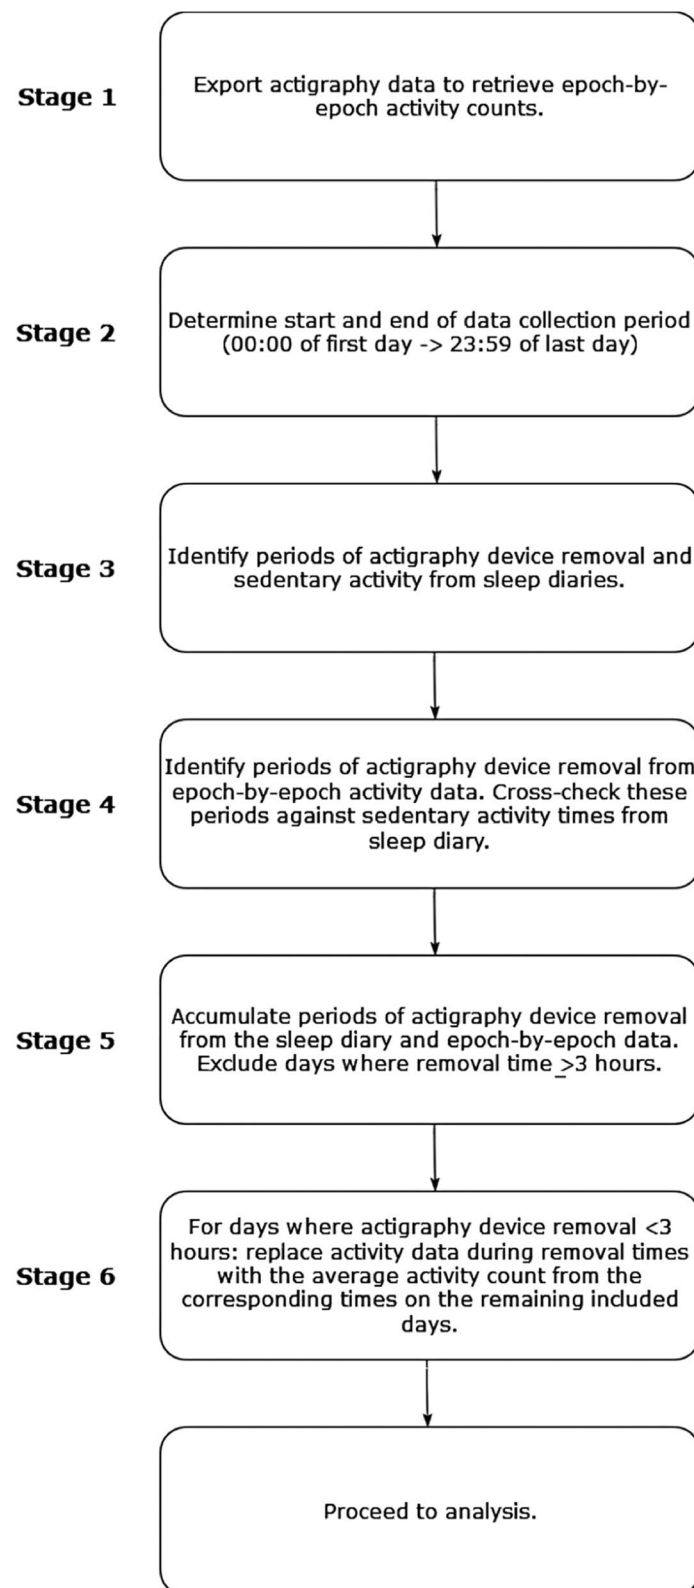 Stage 1
Export actigraphy data to retrieve epoch-by-
epoch activity counts.
Stage 2
Determine start and end of data collection period
(00:00 of first day -> 23:59 of last day)
Stage 3
Identify periods of actigraphy device removal and
sedentary activity from sleep diaries.
Stage 4
Identify periods of actigraphy device removal from
epoch-by-epoch activity data. Cross-check these
periods against sedentary activity times from
sleep diary.
Stage 5
Accumulate periods of actigraphy device removal
from the sleep diary and epoch-by-epoch data.
Exclude days where removal time _>3 hours.
Stage 6
For days where actigraphy device removal <3
hours: replace activity data during removal times
with the average activity count from the
corresponding times on the remaining included
days.
Proceed to analysis.